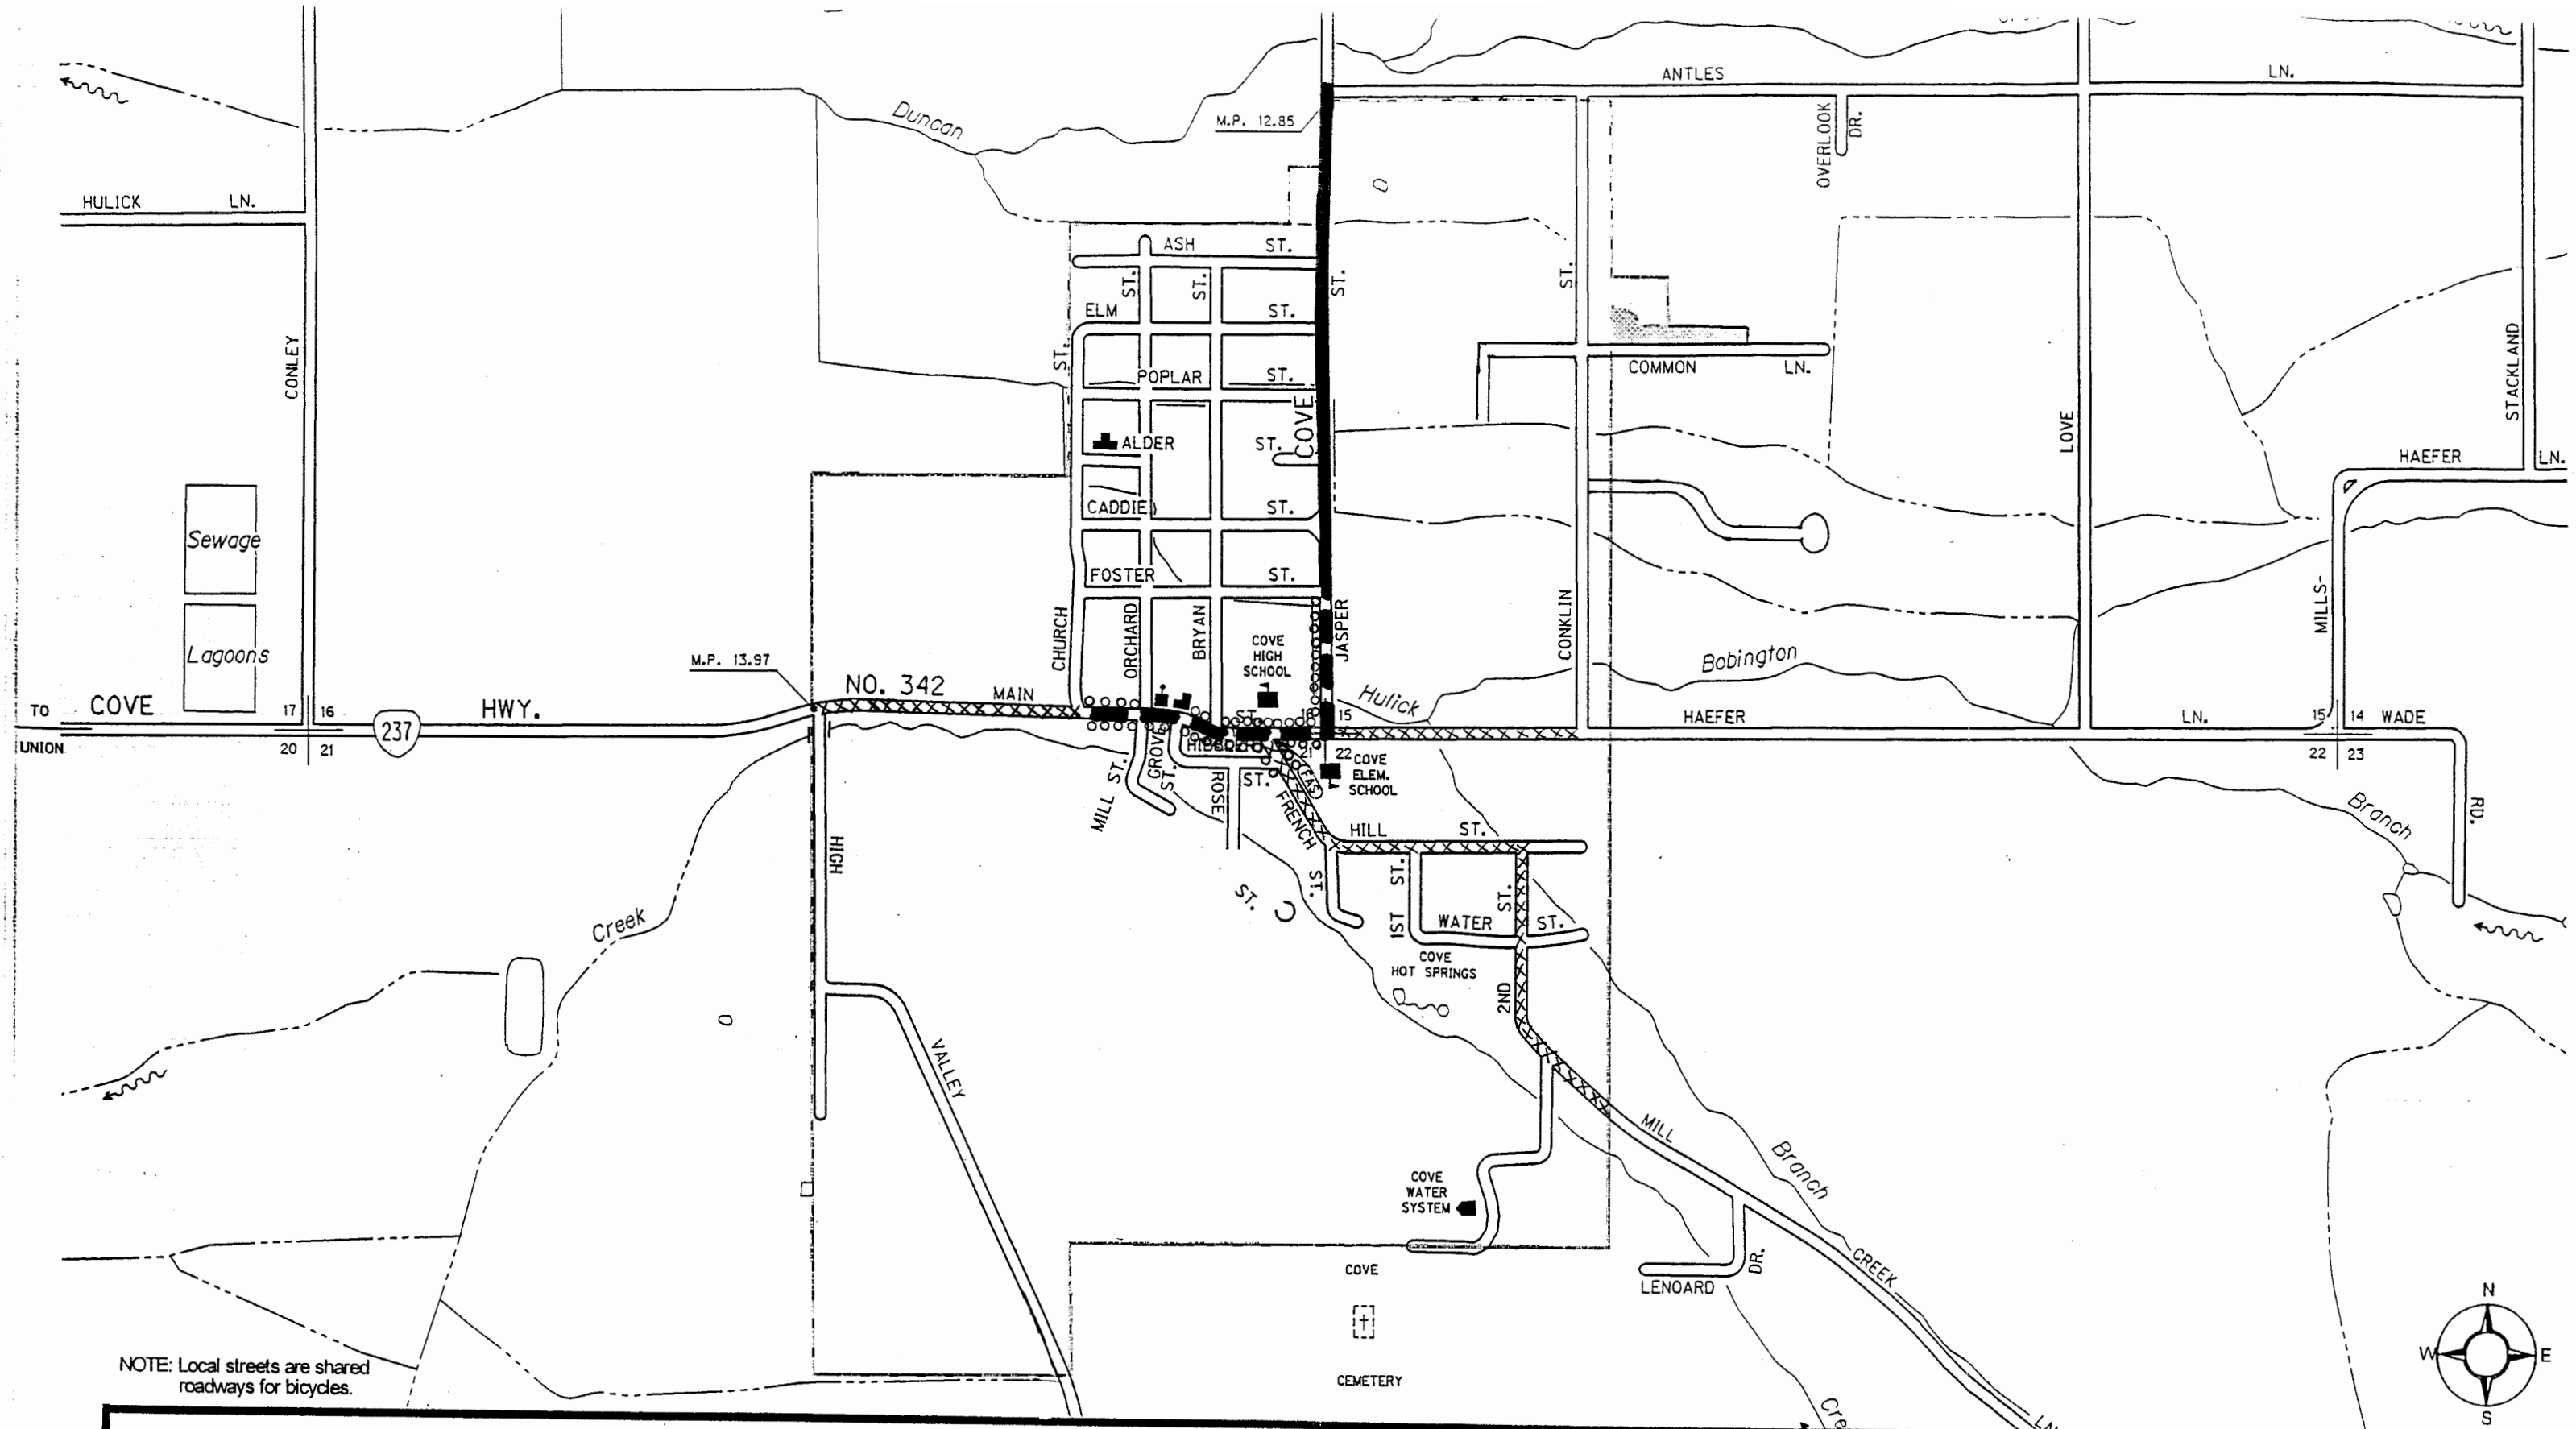 ANTLES LN.
Duncan
M.P. 12.85
OVERLOOK DR.
HULICK LN.
ASH ST.
ST.
ST.
ST.
ST.
ELM ST.
ST.
CONLEY
POPLAR ST.
COMMON LN.
STACKLAND
COVE
LOVE
ALDER ST.
HAEFER LN.
CADDIE ST.
Sewage
FOSTER ST.
CHURCH
ORCHARD
BRYAN
JASPER
CONKLIN
MILLS-
COVE
HIGH
SCHOOL
Lagoons
M.P. 13.97
Bobington
NO. 342
MAIN
ST.
Hulick
TO
UNION
COVE HWY.
17 16
20 21
237
16 15
21 22
HAEFER LN.
15 14
22 23
WADE
RD.
GROVE
ST.
ST.
MILL ST.
ROSE
FAS
COVE
ELEM.
SCHOOL
FRENCH
ST.
Branch
HIGH
HILL ST.
ST.
1ST
ST.
2ND
ST.
Creek
WATER ST.
COVE
HOT SPRINGS
VALLEY
MILL
Branch
COVE
WATER
SYSTEM
CREEK
COVE
LENOARD
DR.
CEMETERY
NOTE: Local streets are shared
roadways for bicycles.
N
W E
S